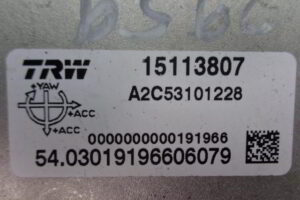 TRW
15113807
+YAW
A2C53101228
+ACC
+ACC
0000000000191966
54.03019196606079